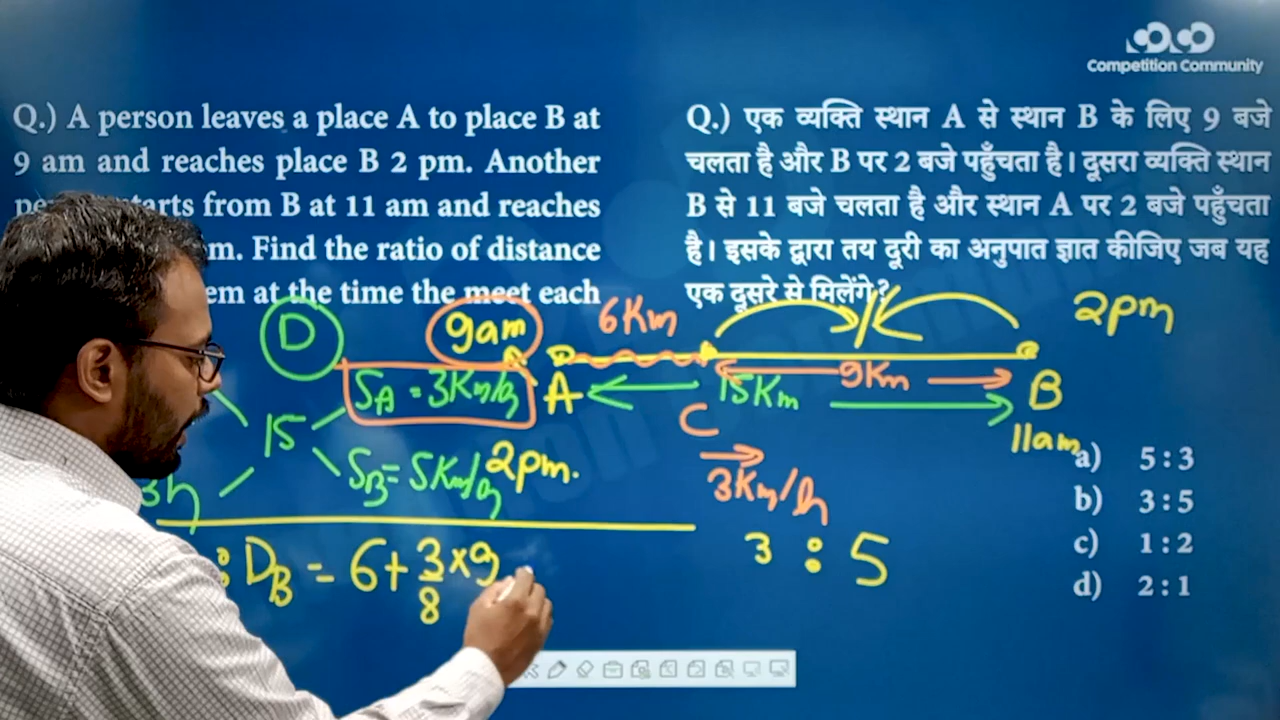 Competition Community
Q.) A person leaves a place A to place B at
9 am and reaches place B 2 pm. Another
starts from B at 11 am and reaches
m. Find the ratio of distance
em at the time the meet each
Q.) एक व्यक्ति स्थान A से स्थान B के लिए 9 बजे
चलता है और B पर 2 बजे पहुँचता है। दूसरा व्यक्ति स्थान
B से 11 बजे चलता है और स्थान A पर 2 बजे पहुँचता
है। इसके द्वारा तय दूरी का अनुपात ज्ञात कीजिए जब यह
एक दूसरे से मिलेंगे?
D
9am
6Km
2pm
SA = 3Km/h
A
15Km
9Km
B
15
C
11am
3h
SB = 5Km/h
2pm.
3Km/h
: DB = 6 + 3/8 × 9
3 : 5
a) 5 : 3
b) 3 : 5
c) 1 : 2
d) 2 : 1